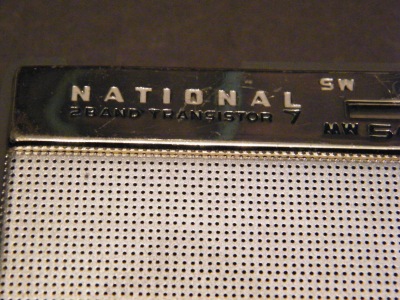 NATIONAL
2 BAND TRANSISTOR 7
SW
MW